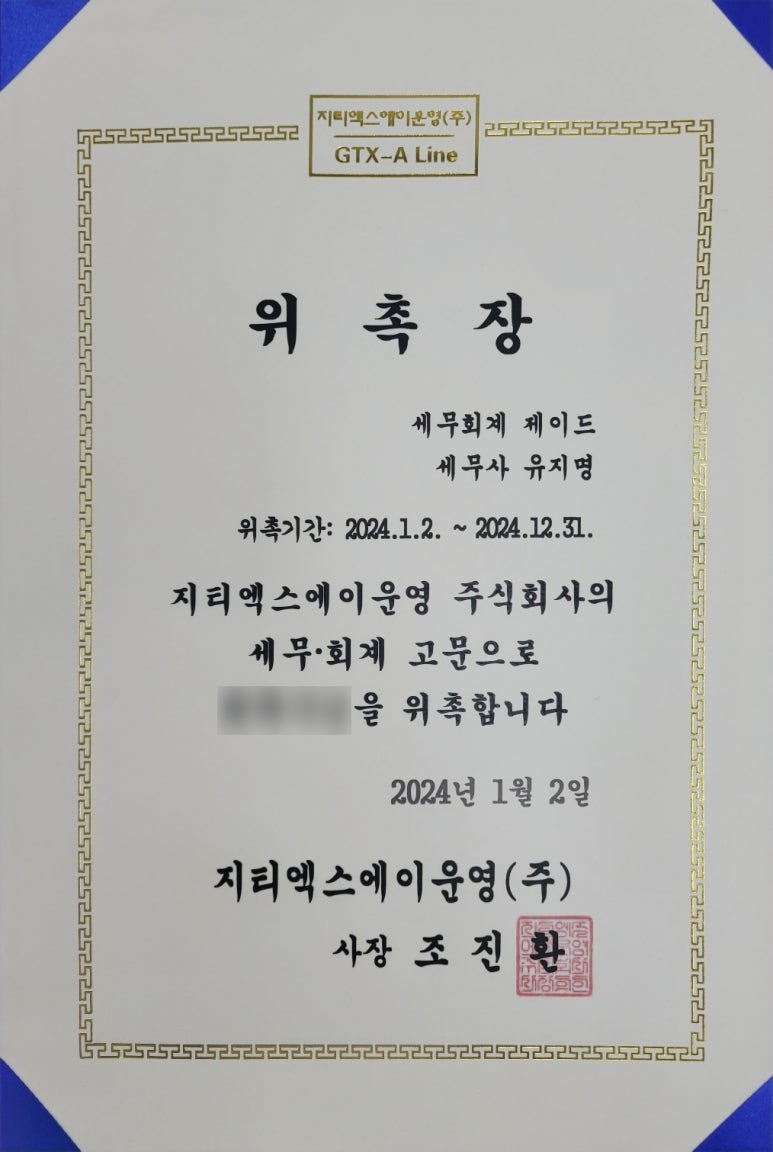 지티엑스에이운영(주)
GTX-A Line
위 촉 장
세무회계 제이드
세무사 유지명
위촉기간: 2024.1.2. ~ 2024.12.31.
지티엑스에이운영 주식회사의
세무·회계 고문으로
을 위촉합니다
2024년 1월 2일
지티엑스에이운영(주)
사장 조 진 환